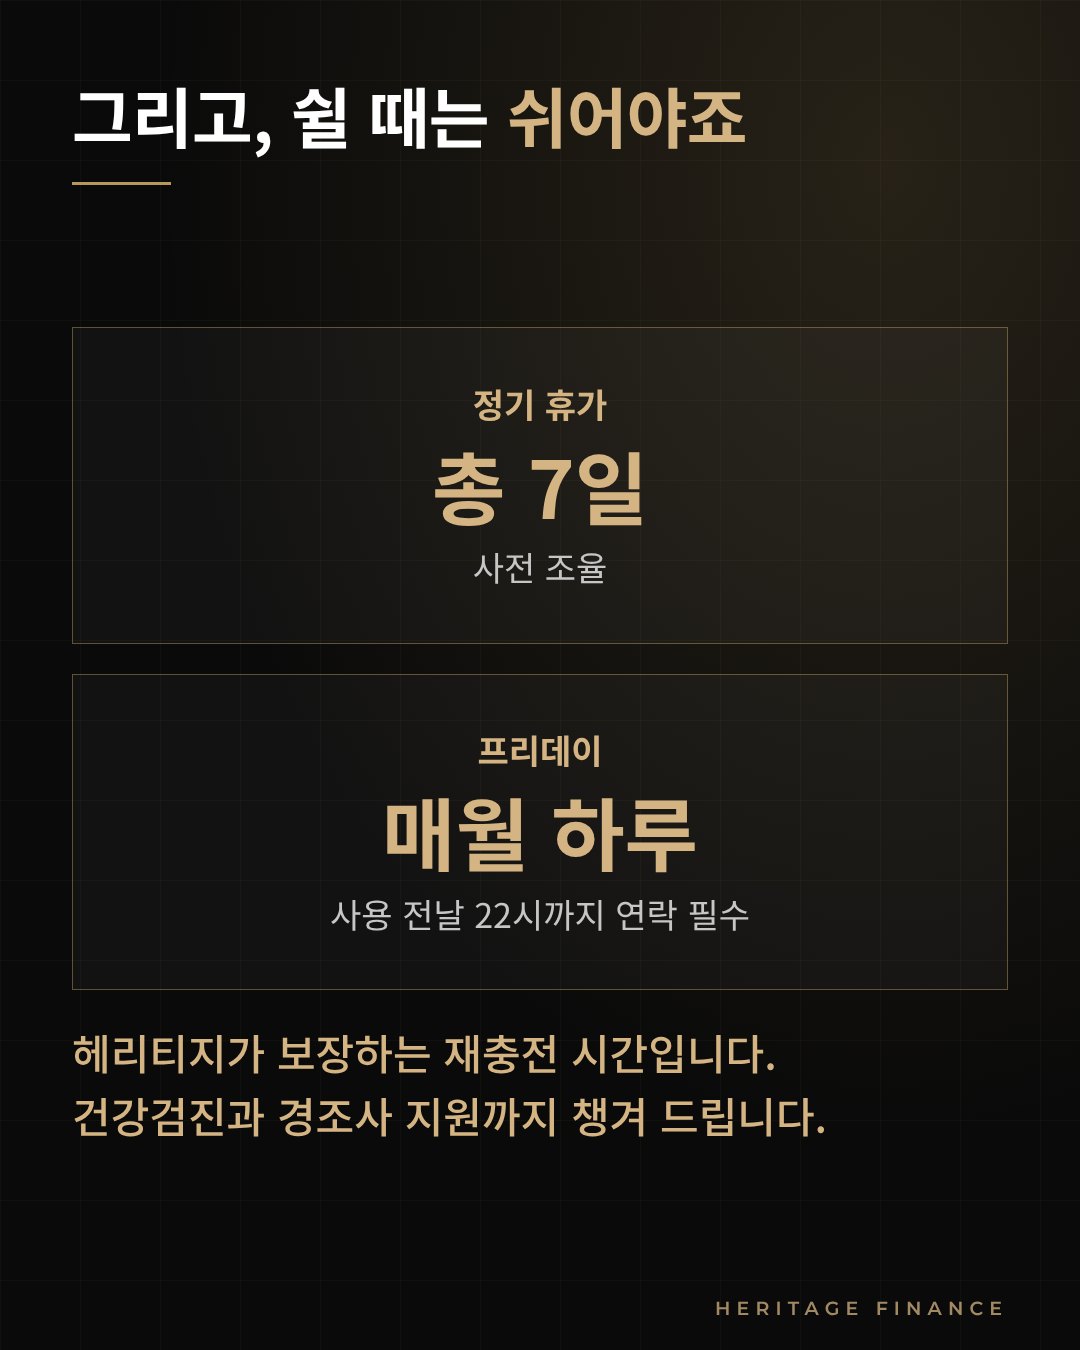 그리고, 쉴 때는 쉬어야죠
정기 휴가
총 7일
사전 조율
프리데이
매월 하루
사용 전날 22시까지 연락 필수
헤리티지가 보장하는 재충전 시간입니다.
건강검진과 경조사 지원까지 챙겨 드립니다.
HERITAGE FINANCE